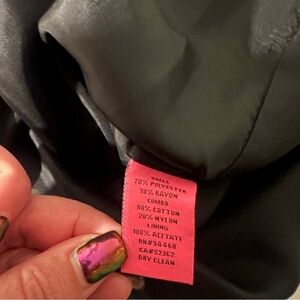 SHELL
70% POLYESTER
30% RAYON
COMBO
80% COTTON
20% NYLON
LINING
100% ACETATE
RN#54468
CA#52362
DRY CLEAN